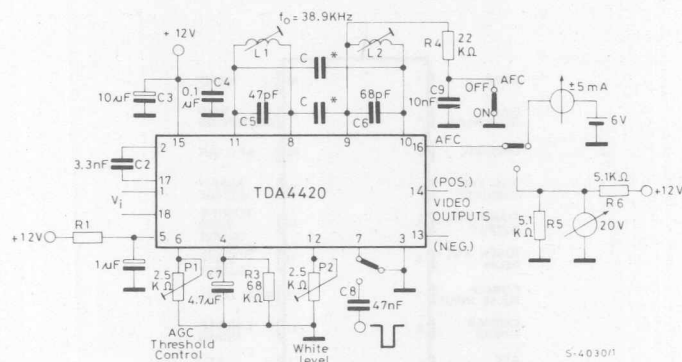 fo = 38.9KHz
+ 12V
L1
L2
R4
22
KΩ
C4
0.1
µF
C3
10µF
C
*
47pF
C5
C
*
68pF
C6
C9
10nF
OFF
AFC
ON
±5mA
6V
15
11
8
9
10
16
AFC
2
3.3nF
C2
17
1
Vi
18
TDA4420
14
(POS.)
VIDEO
OUTPUTS
13
(NEG.)
5.1KΩ
R6
+12V
5.1
KΩ
R5
20V
+12V
R1
5
6
4
12
7
3
1µF
2.5
KΩ
P1
C7
4.7µF
R3
68
KΩ
2.5
KΩ
P2
C8
47nF
AGC
Threshold
Control
White
level
S-4030/1